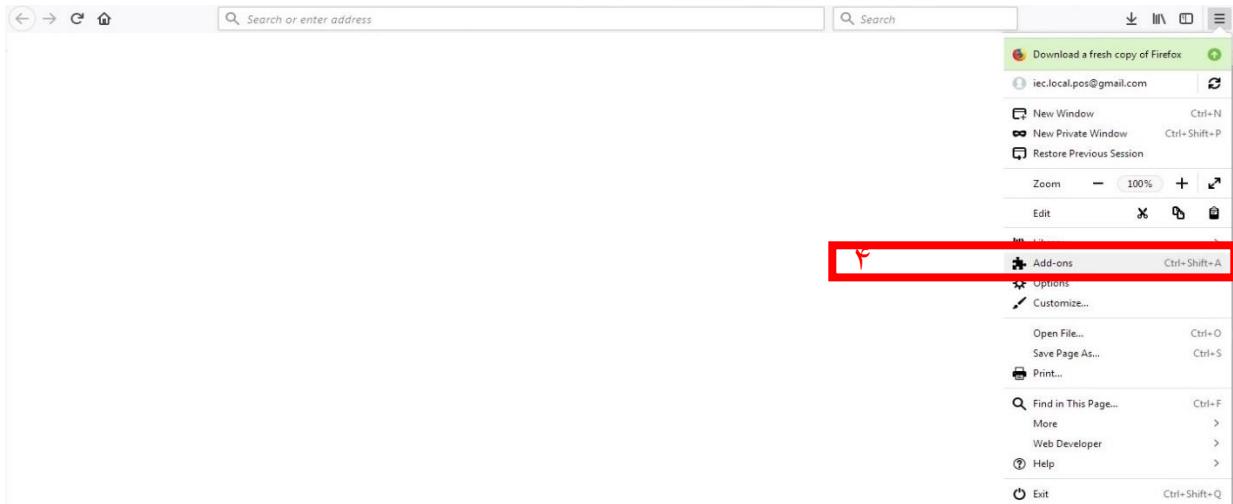 Search or enter address
Search
Download a fresh copy of Firefox
iec.local.pos@gmail.com
New Window Ctrl+N
New Private Window Ctrl+Shift+P
Restore Previous Session
Zoom 100%
Edit
۴
Add-ons Ctrl+Shift+A
Options
Customize...
Open File... Ctrl+O
Save Page As... Ctrl+S
Print...
Find in This Page... Ctrl+F
More
Web Developer
Help
Exit Ctrl+Shift+Q